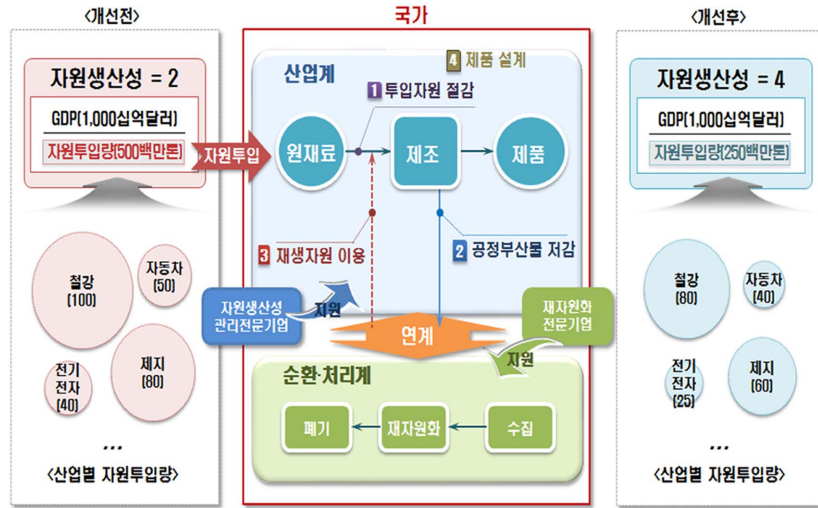 <개선전>
자원생산성 = 2
GDP(1,000십억달러)
자원투입량(500백만톤)
자원투입
철강
(100)
자동차
(50)
전기
전자
(40)
제지
(80)
...
<산업별 자원투입량>
국가
산업계
4 제품 설계
1 투입자원 절감
원재료
제조
제품
3 재생자원 이용
2 공정부산물 저감
자원생산성
관리전문기업
지원
재자원화
전문기업
연계
지원
순환·처리계
폐기
재자원화
수집
<개선후>
자원생산성 = 4
GDP(1,000십억달러)
자원투입량(250백만톤)
철강
(80)
자동차
(40)
전기
전자
(25)
제지
(60)
...
<산업별 자원투입량>